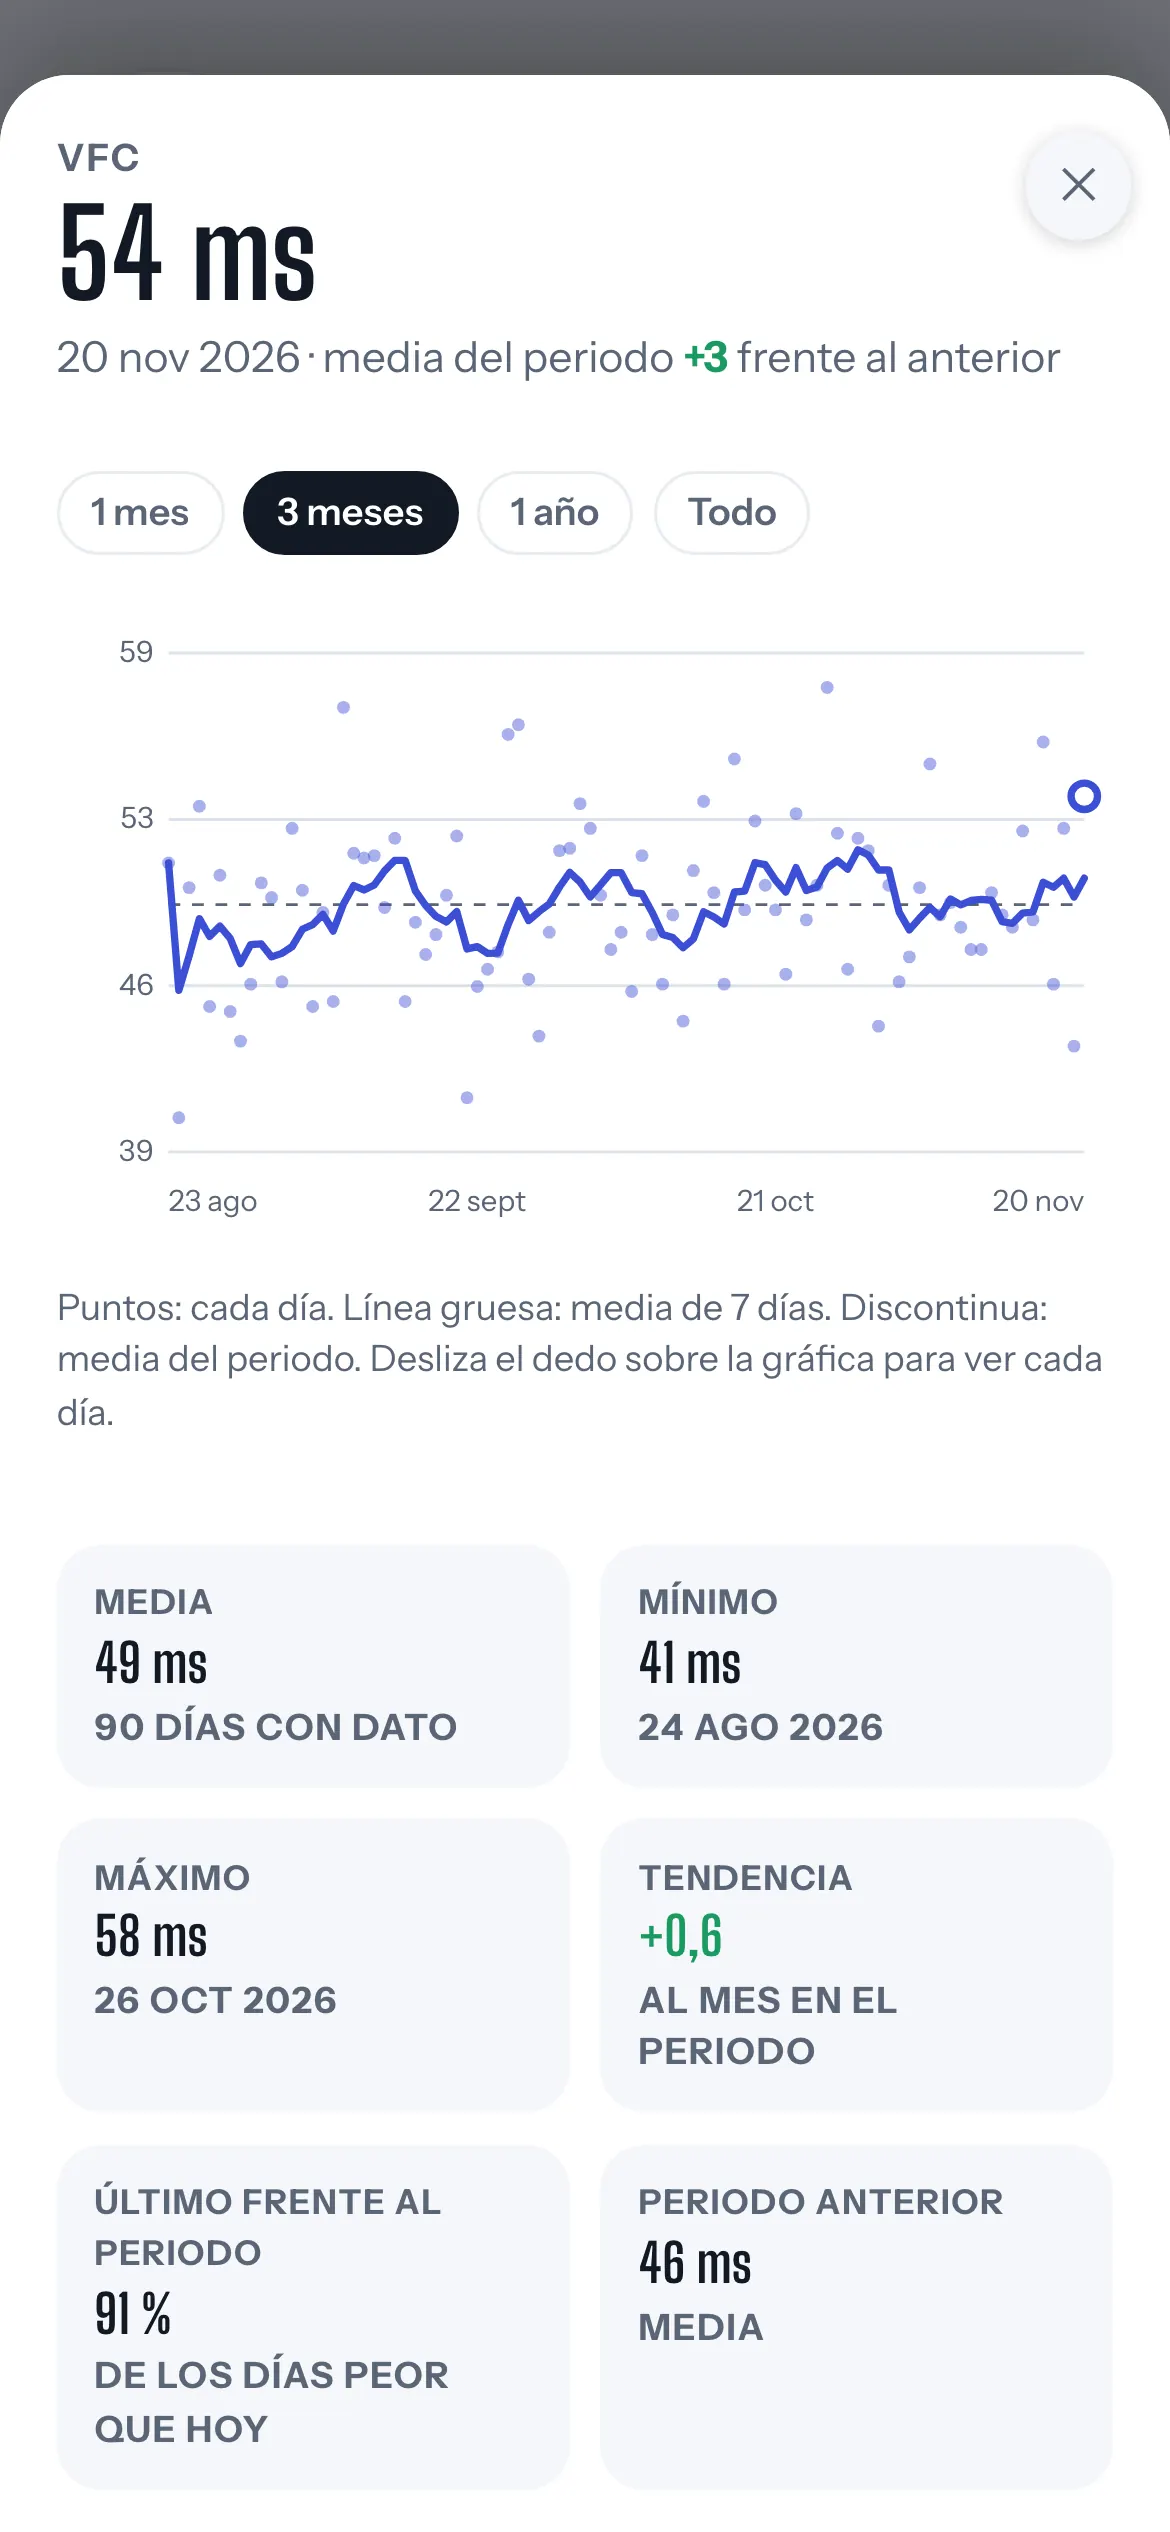 VFC
54 ms
20 nov 2026 · media del periodo +3 frente al anterior
1 mes
3 meses
1 año
Todo
59
53
46
39
23 ago
22 sept
21 oct
20 nov
Puntos: cada día. Línea gruesa: media de 7 días. Discontinua:
media del periodo. Desliza el dedo sobre la gráfica para ver cada
día.
MEDIA
49 ms
90 DÍAS CON DATO
MÍNIMO
41 ms
24 AGO 2026
MÁXIMO
58 ms
26 OCT 2026
TENDENCIA
+0,6
AL MES EN EL
PERIODO
ÚLTIMO FRENTE AL
PERIODO
91 %
DE LOS DÍAS PEOR
QUE HOY
PERIODO ANTERIOR
46 ms
MEDIA